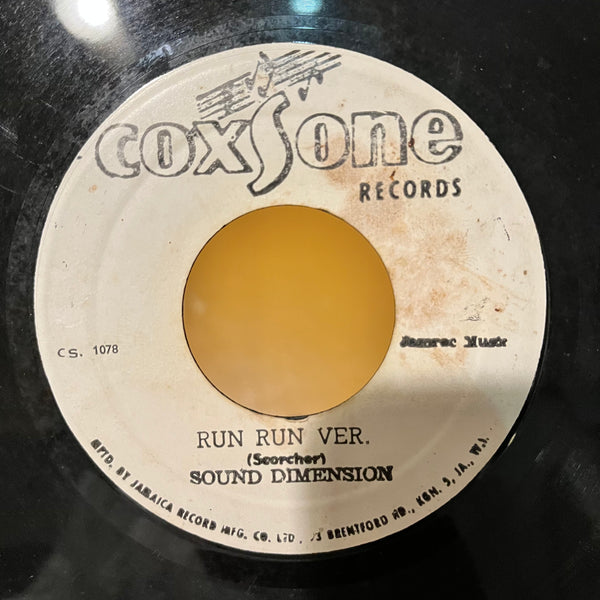 coxSone
RECORDS
CS. 1078
Jamrec Music
RUN RUN VER.
(Scorcher)
SOUND DIMENSION
MF'D. BY JAMAICA RECORD MFG. CO. LTD., 13 BRENTFORD RD., KGN. 5, JA., W.I.